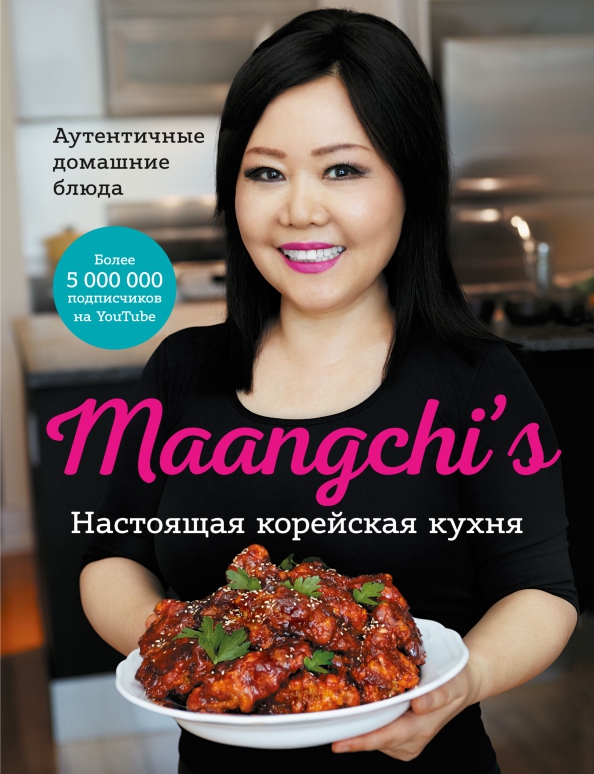 Аутентичные
домашние
блюда
Более
5 000 000
подписчиков
на YouTube
Maangchi's
Настоящая корейская кухня